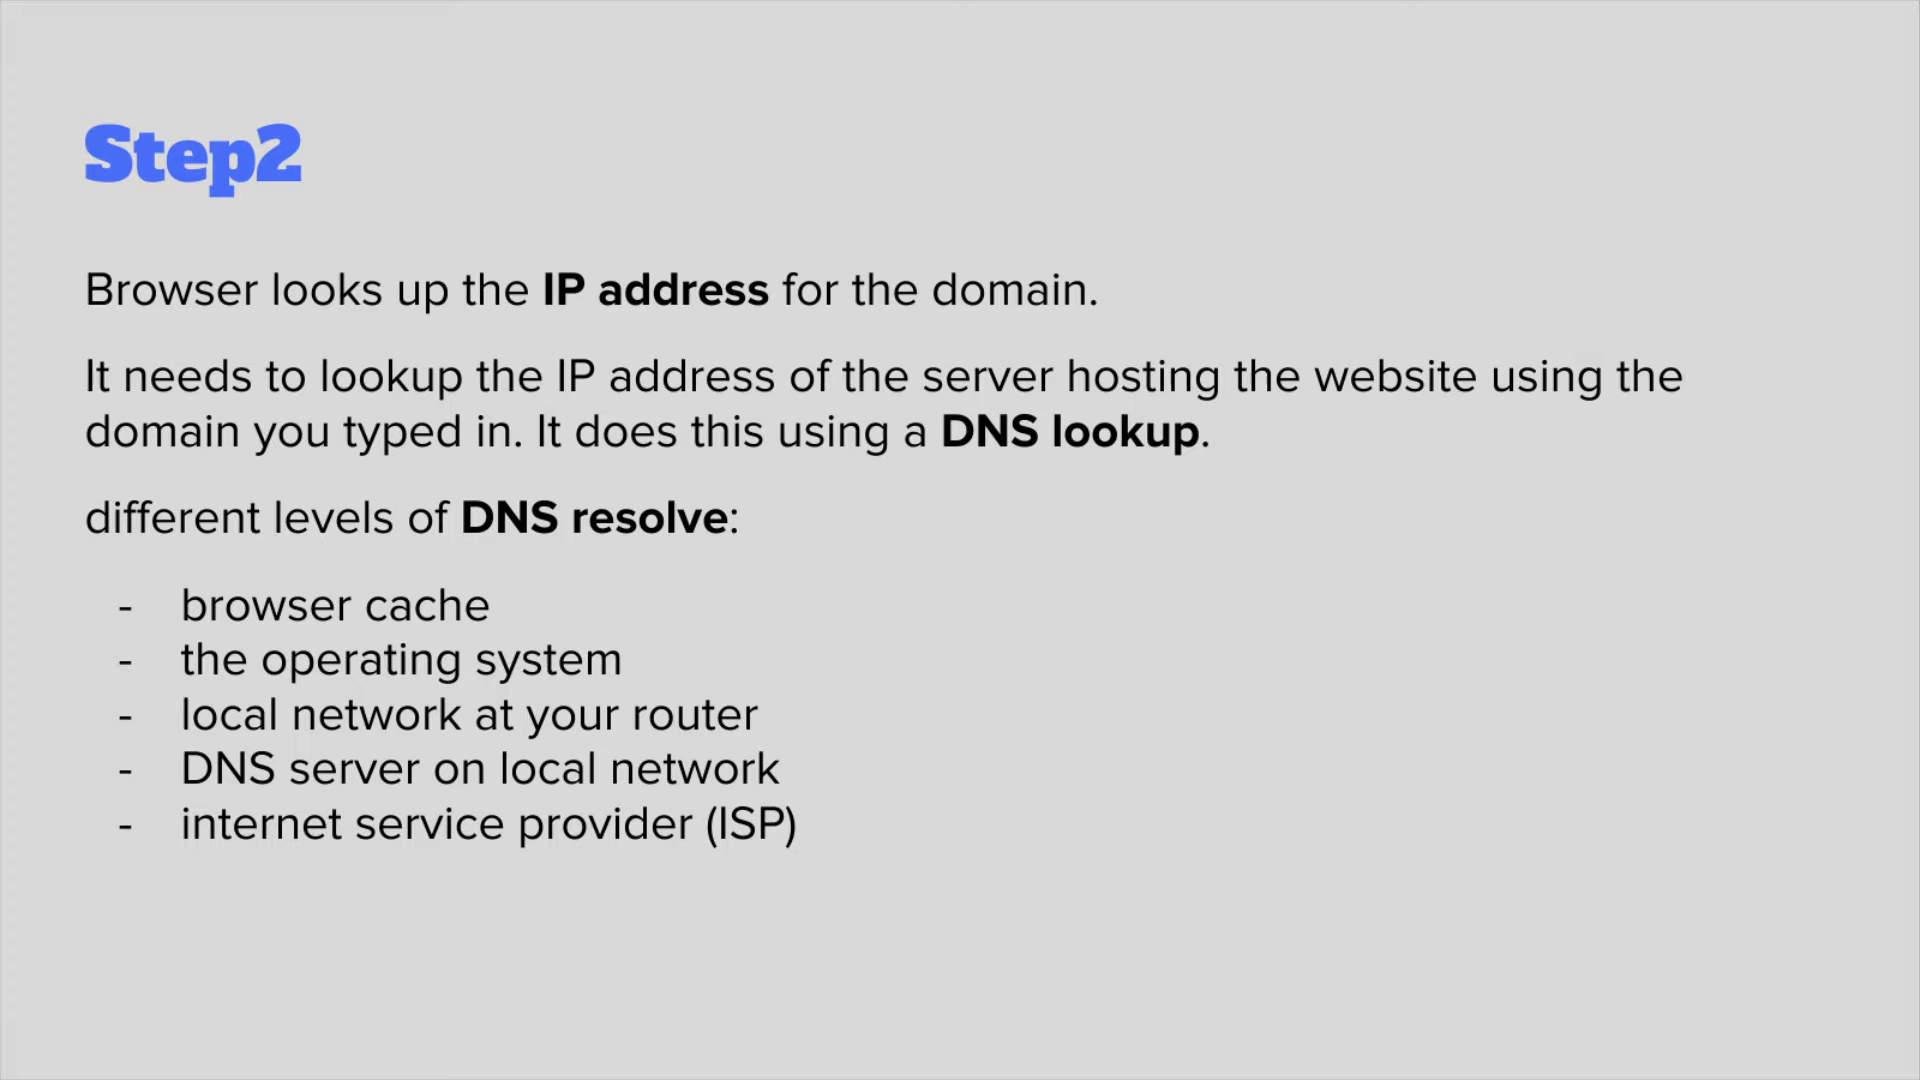 Step2
Browser looks up the IP address for the domain.
It needs to lookup the IP address of the server hosting the website using the
domain you typed in. It does this using a DNS lookup.
different levels of DNS resolve:
- browser cache
- the operating system
- local network at your router
- DNS server on local network
- internet service provider (ISP)